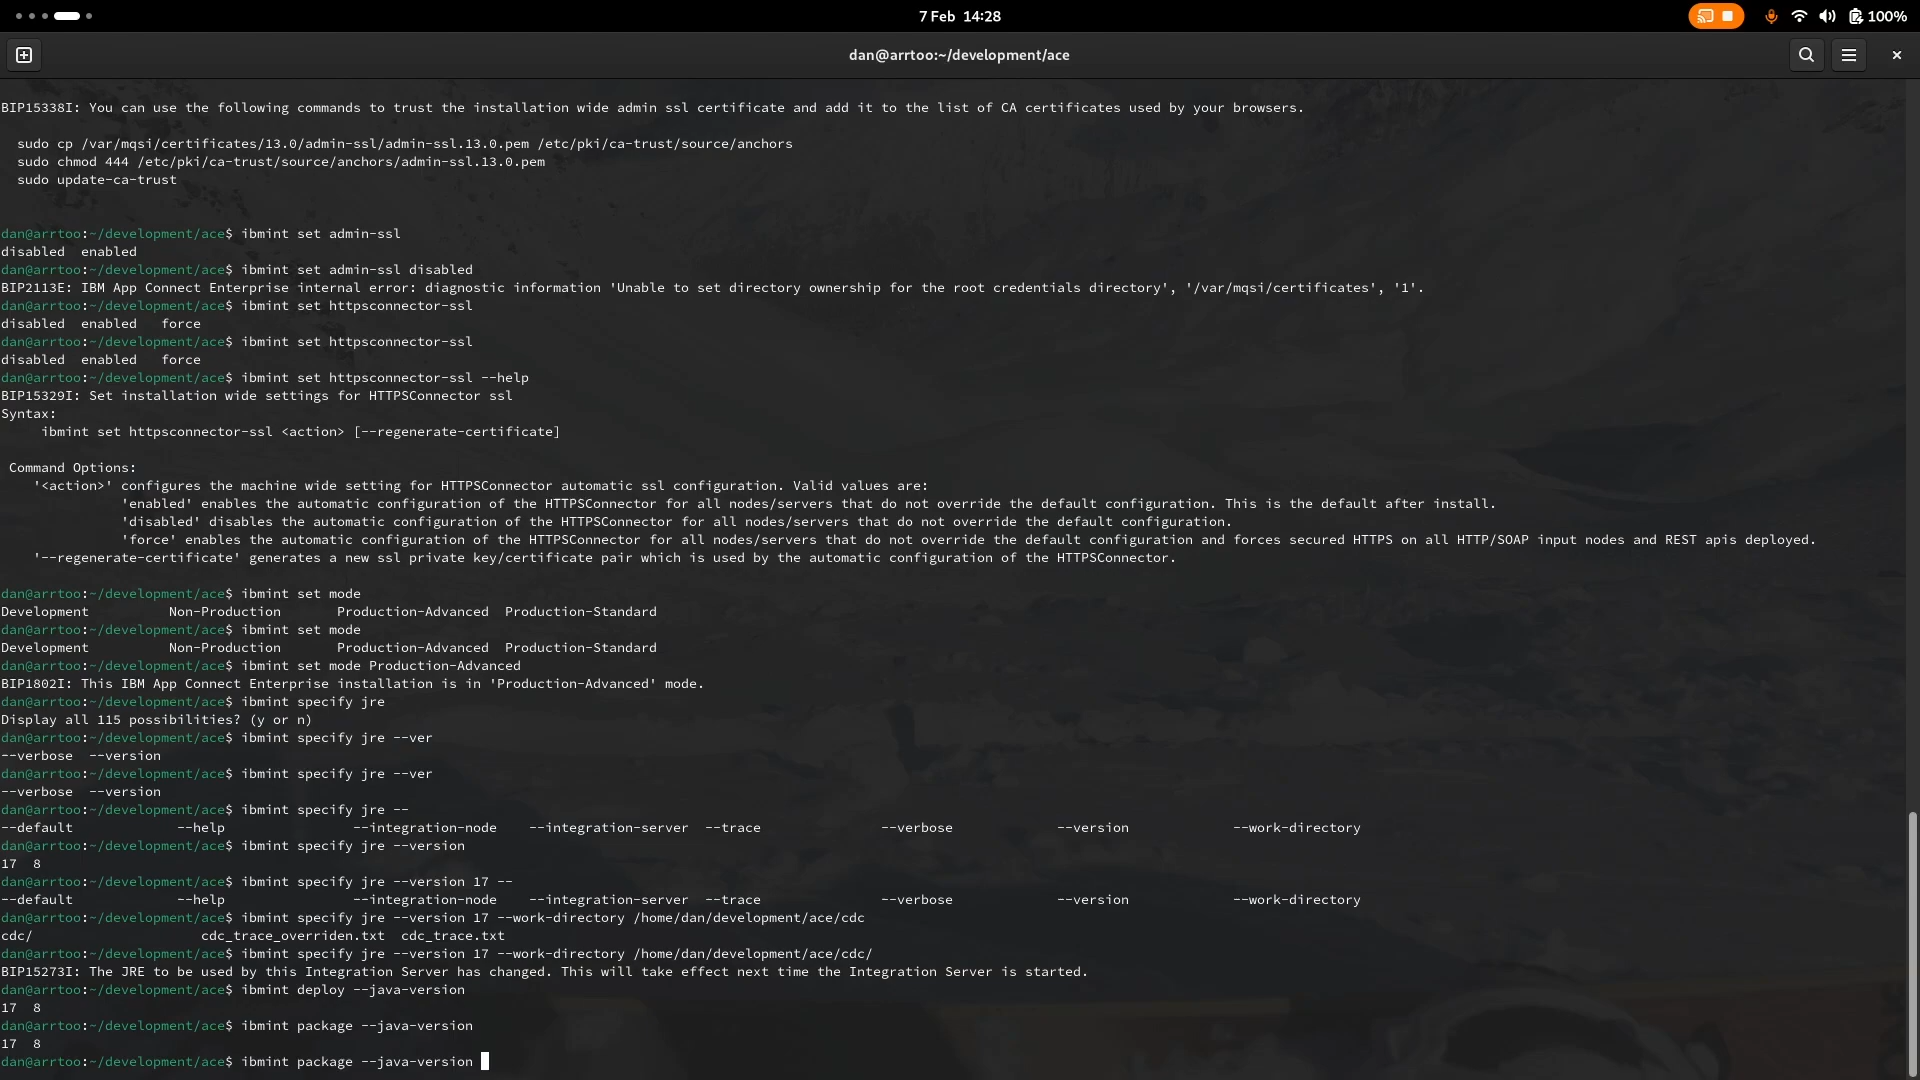 7 Feb 14:28
100%
dan@arrtoo:~/development/ace
BIP15338I: You can use the following commands to trust the installation wide admin ssl certificate and add it to the list of CA certificates used by your browsers.
sudo cp /var/mqsi/certificates/13.0/admin-ssl/admin-ssl.13.0.pem /etc/pki/ca-trust/source/anchors
sudo chmod 444 /etc/pki/ca-trust/source/anchors/admin-ssl.13.0.pem
sudo update-ca-trust
dan@arrtoo:~/development/ace$ ibmint set admin-ssl
disabled  enabled
dan@arrtoo:~/development/ace$ ibmint set admin-ssl disabled
BIP2113E: IBM App Connect Enterprise internal error: diagnostic information 'Unable to set directory ownership for the root credentials directory', '/var/mqsi/certificates', '1'.
dan@arrtoo:~/development/ace$ ibmint set httpsconnector-ssl
disabled  enabled   force
dan@arrtoo:~/development/ace$ ibmint set httpsconnector-ssl
disabled  enabled   force
dan@arrtoo:~/development/ace$ ibmint set httpsconnector-ssl --help
BIP15329I: Set installation wide settings for HTTPSConnector ssl
Syntax:
ibmint set httpsconnector-ssl <action> [--regenerate-certificate]
Command Options:
'<action>' configures the machine wide setting for HTTPSConnector automatic ssl configuration. Valid values are:
'enabled' enables the automatic configuration of the HTTPSConnector for all nodes/servers that do not override the default configuration. This is the default after install.
'disabled' disables the automatic configuration of the HTTPSConnector for all nodes/servers that do not override the default configuration.
'force' enables the automatic configuration of the HTTPSConnector for all nodes/servers that do not override the default configuration and forces secured HTTPS on all HTTP/SOAP input nodes and REST apis deployed.
'--regenerate-certificate' generates a new ssl private key/certificate pair which is used by the automatic configuration of the HTTPSConnector.
dan@arrtoo:~/development/ace$ ibmint set mode
Development          Non-Production       Production-Advanced  Production-Standard
dan@arrtoo:~/development/ace$ ibmint set mode
Development          Non-Production       Production-Advanced  Production-Standard
dan@arrtoo:~/development/ace$ ibmint set mode Production-Advanced
BIP1802I: This IBM App Connect Enterprise installation is in 'Production-Advanced' mode.
dan@arrtoo:~/development/ace$ ibmint specify jre
Display all 115 possibilities? (y or n)
dan@arrtoo:~/development/ace$ ibmint specify jre --ver
--verbose  --version
dan@arrtoo:~/development/ace$ ibmint specify jre --ver
--verbose  --version
dan@arrtoo:~/development/ace$ ibmint specify jre --
--default             --help                --integration-node    --integration-server  --trace               --verbose             --version             --work-directory
dan@arrtoo:~/development/ace$ ibmint specify jre --version
17  8
dan@arrtoo:~/development/ace$ ibmint specify jre --version 17 --
--default             --help                --integration-node    --integration-server  --trace               --verbose             --version             --work-directory
dan@arrtoo:~/development/ace$ ibmint specify jre --version 17 --work-directory /home/dan/development/ace/cdc
cdc/                     cdc_trace_overriden.txt  cdc_trace.txt
dan@arrtoo:~/development/ace$ ibmint specify jre --version 17 --work-directory /home/dan/development/ace/cdc/
BIP15273I: The JRE to be used by this Integration Server has changed. This will take effect next time the Integration Server is started.
dan@arrtoo:~/development/ace$ ibmint deploy --java-version
17  8
dan@arrtoo:~/development/ace$ ibmint package --java-version
17  8
dan@arrtoo:~/development/ace$ ibmint package --java-version